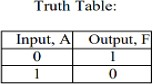 Truth Table:
Input, A Output, F
0 1
1 0